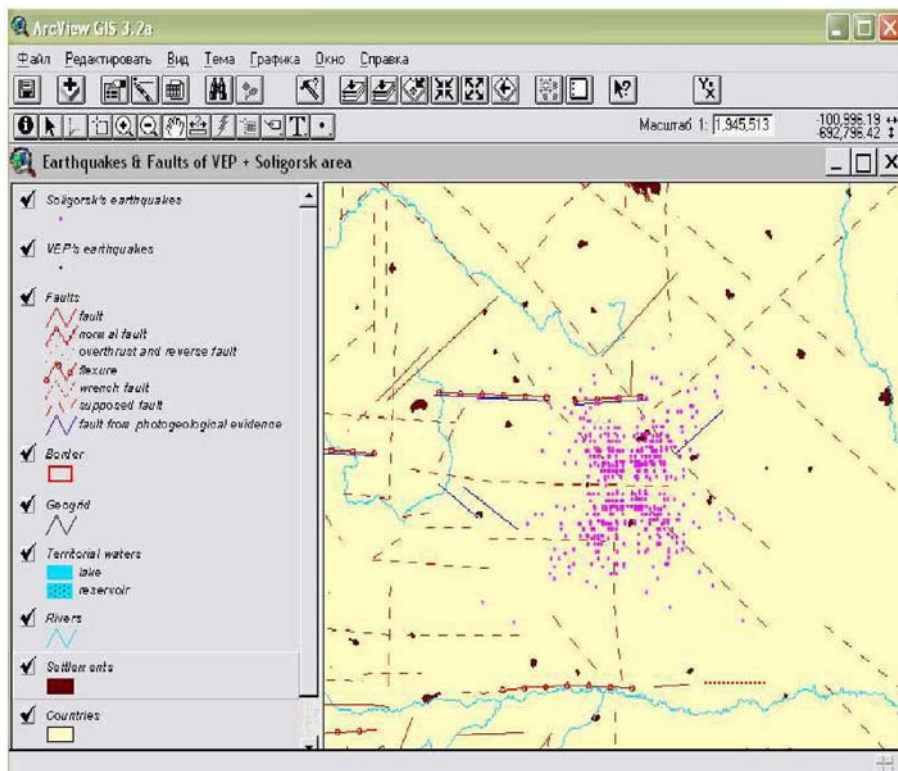 ArcView GIS 3.2a
Файл Редактировать Вид Тема Графика Окно Справка
Масштаб 1: 1,945,513
-100,996.19
-692,796.42
Earthquakes & Faults of VEP + Soligorsk area
Soligorsk's earthquakes
VEP's earthquakes
Faults
fault
normal fault
overthrust and reverse fault
flexure
wrench fault
supposed fault
fault from photogeological evidence
Border
Geogrid
Territorial waters
lake
reservoir
Rivers
Settlements
Countries